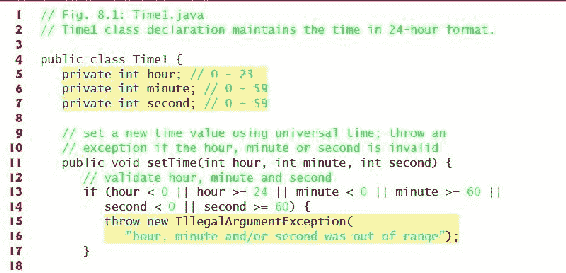 1 // Fig. 8.1: Time1.java
2 // Time1 class declaration maintains the time in 24-hour format.
3
4 public class Time1 {
5 private int hour; // 0 - 23
6 private int minute; // 0 - 59
7 private int second; // 0 - 59
8
9 // set a new time value using universal time; throw an
10 // exception if the hour, minute or second is invalid
11 public void setTime(int hour, int minute, int second) {
12 // validate hour, minute and second
13 if (hour < 0 || hour >= 24 || minute < 0 || minute >= 60 ||
14 second < 0 || second >= 60) {
15 throw new IllegalArgumentException(
16 "hour, minute and/or second was out of range");
17 }
18